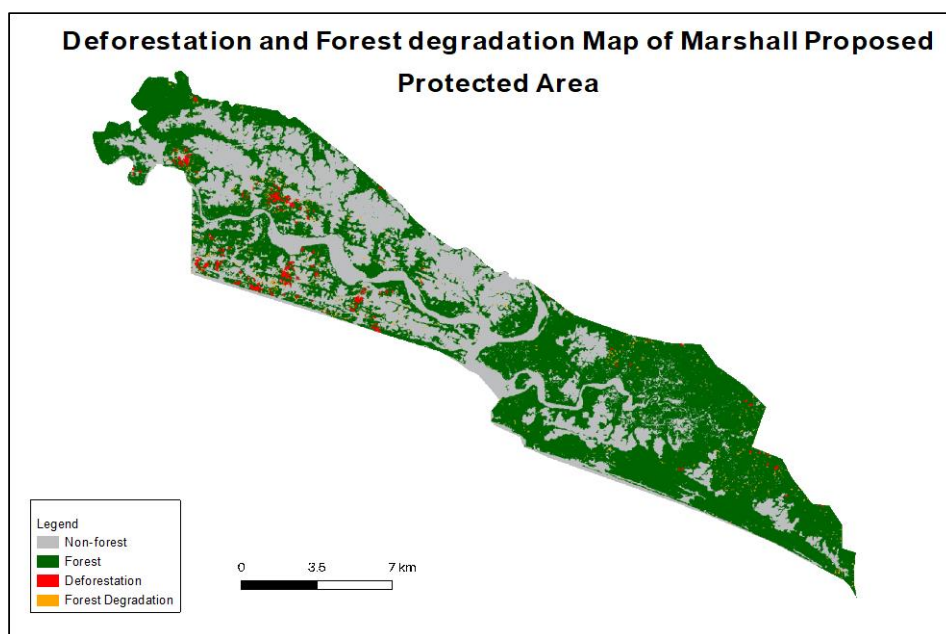 Deforestation and Forest degradation Map of Marshall Proposed
Protected Area
Legend
Non-forest
Forest
Deforestation
Forest Degradation
0 3.5 7 km